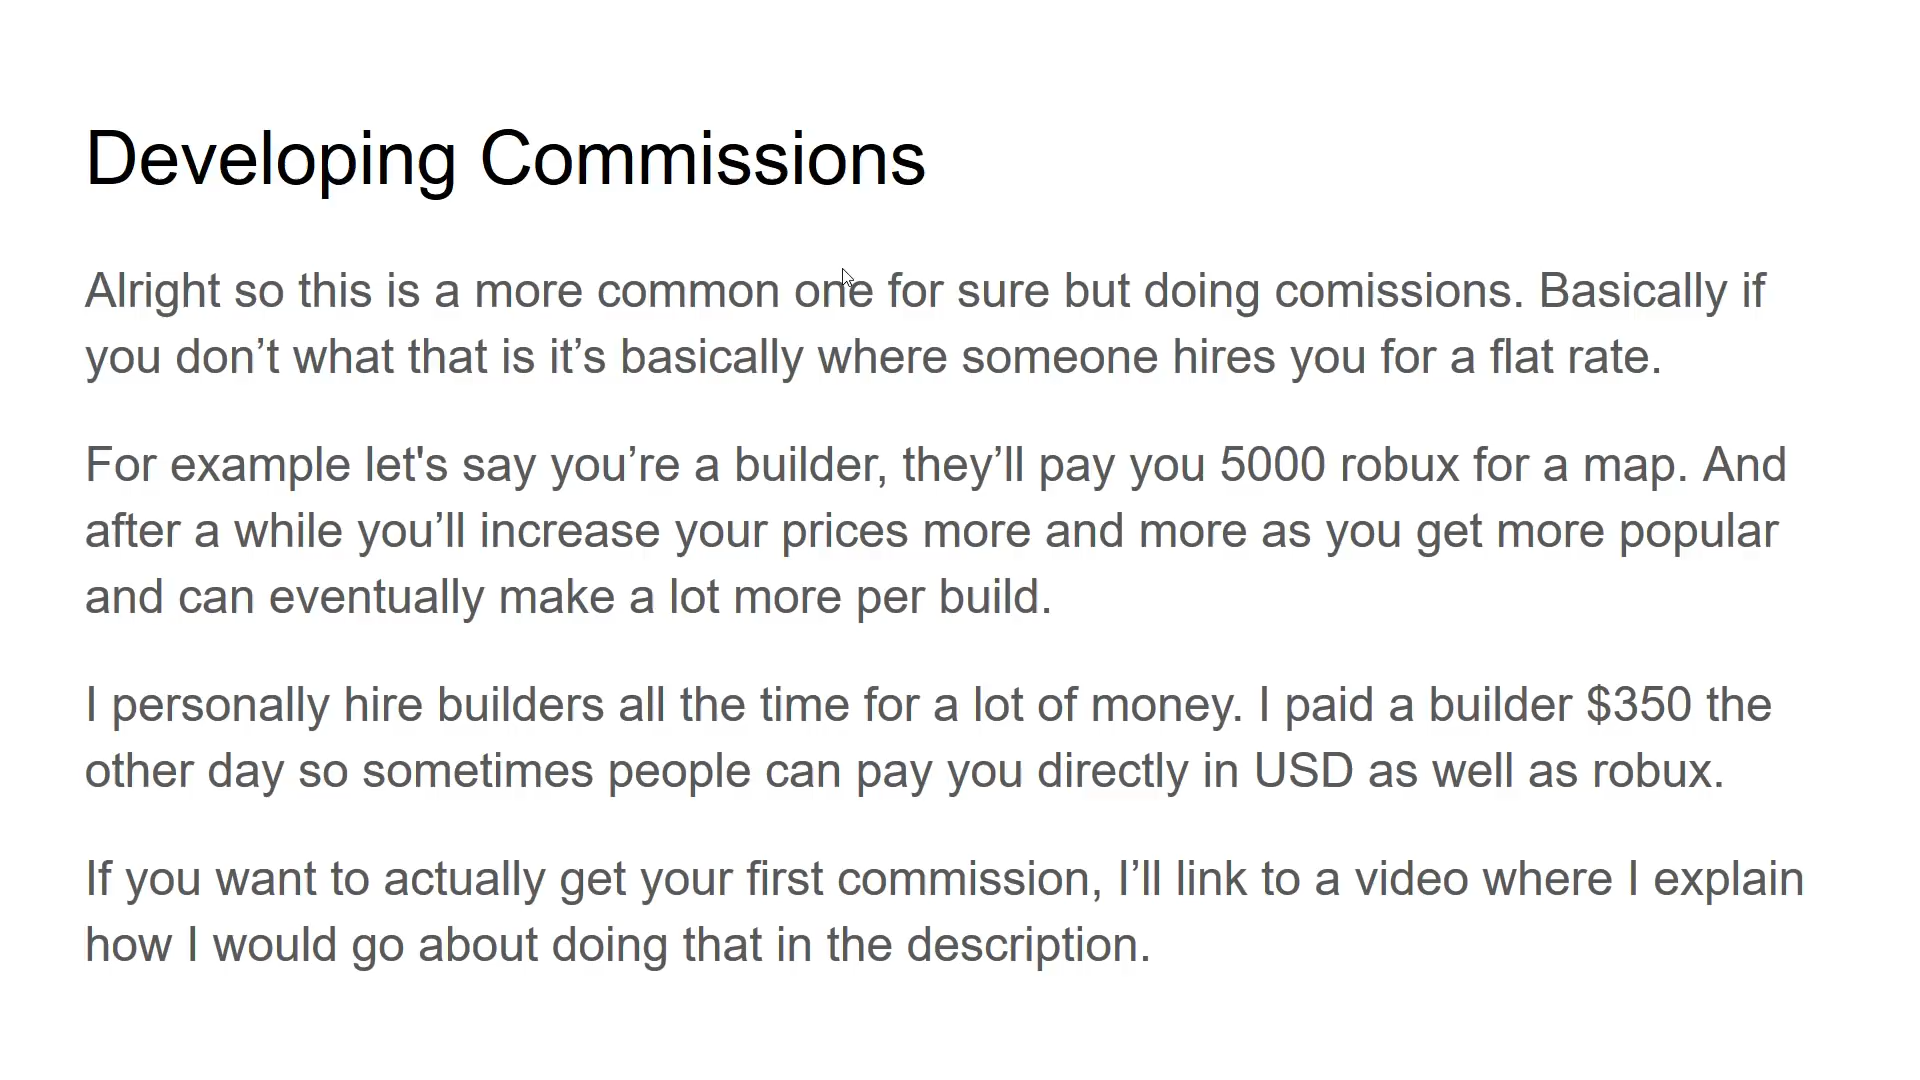 Developing Commissions
Alright so this is a more common one for sure but doing comissions. Basically if
you don’t what that is it’s basically where someone hires you for a flat rate.
For example let's say you’re a builder, they’ll pay you 5000 robux for a map. And
after a while you’ll increase your prices more and more as you get more popular
and can eventually make a lot more per build.
I personally hire builders all the time for a lot of money. I paid a builder $350 the
other day so sometimes people can pay you directly in USD as well as robux.
If you want to actually get your first commission, I’ll link to a video where I explain
how I would go about doing that in the description.